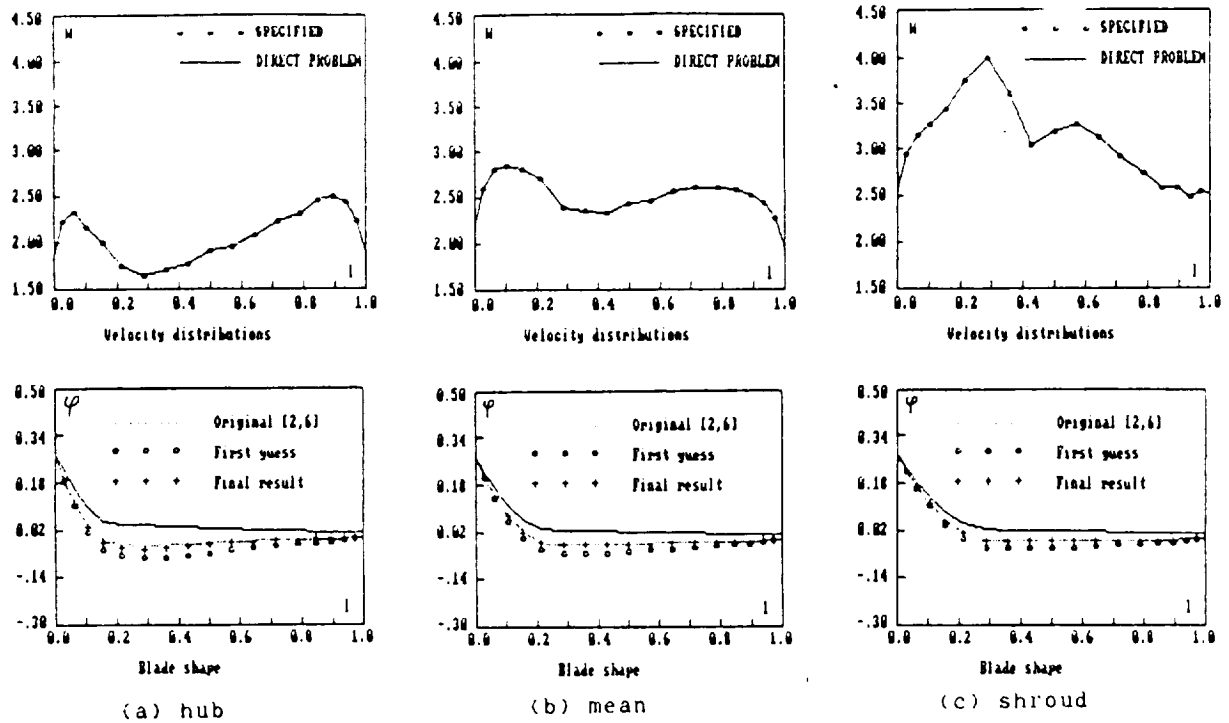 4.50
W
SPECIFIED
DIRECT PROBLEM
4.00
3.50
3.00
2.50
2.00
1.50
l
0.0 0.2 0.4 0.6 0.8 1.0
Velocity distributions
4.50
W
SPECIFIED
DIRECT PROBLEM
4.00
3.50
3.00
2.50
2.00
1.50
l
0.0 0.2 0.4 0.6 0.8 1.0
Velocity distributions
4.50
W
SPECIFIED
DIRECT PROBLEM
4.00
3.50
3.00
2.50
2.00
1.50
l
0.0 0.2 0.4 0.6 0.8 1.0
Velocity distributions
0.50
φ
Original [2,6]
0.34
First guess
0.18
Final result
0.02
-.14
-.30
l
0.0 0.2 0.4 0.6 0.8 1.0
Blade shape
(a) hub
0.50
φ
Original [2,6]
0.34
First guess
0.18
Final result
0.02
-.14
-.30
l
0.0 0.2 0.4 0.6 0.8 1.0
Blade shape
(b) mean
0.50
φ
Original [2,6]
0.34
First guess
0.18
Final result
0.02
-.14
-.30
l
0.0 0.2 0.4 0.6 0.8 1.0
Blade shape
(c) shroud